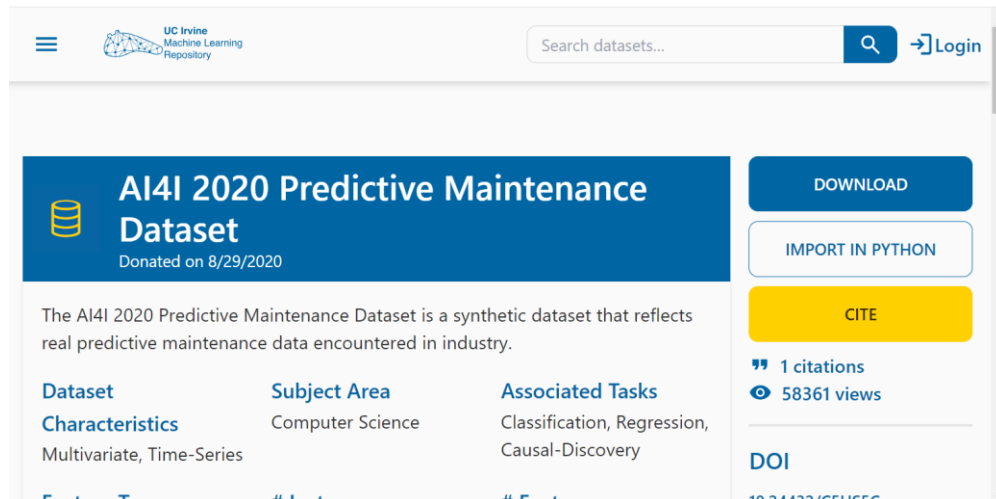 UC Irvine
Machine Learning
Repository
Search datasets...
Login
AI4I 2020 Predictive Maintenance
Dataset
Donated on 8/29/2020
DOWNLOAD
IMPORT IN PYTHON
CITE
1 citations
58361 views
DOI
The AI4I 2020 Predictive Maintenance Dataset is a synthetic dataset that reflects
real predictive maintenance data encountered in industry.
Dataset
Characteristics
Multivariate, Time-Series
Subject Area
Computer Science
Associated Tasks
Classification, Regression,
Causal-Discovery